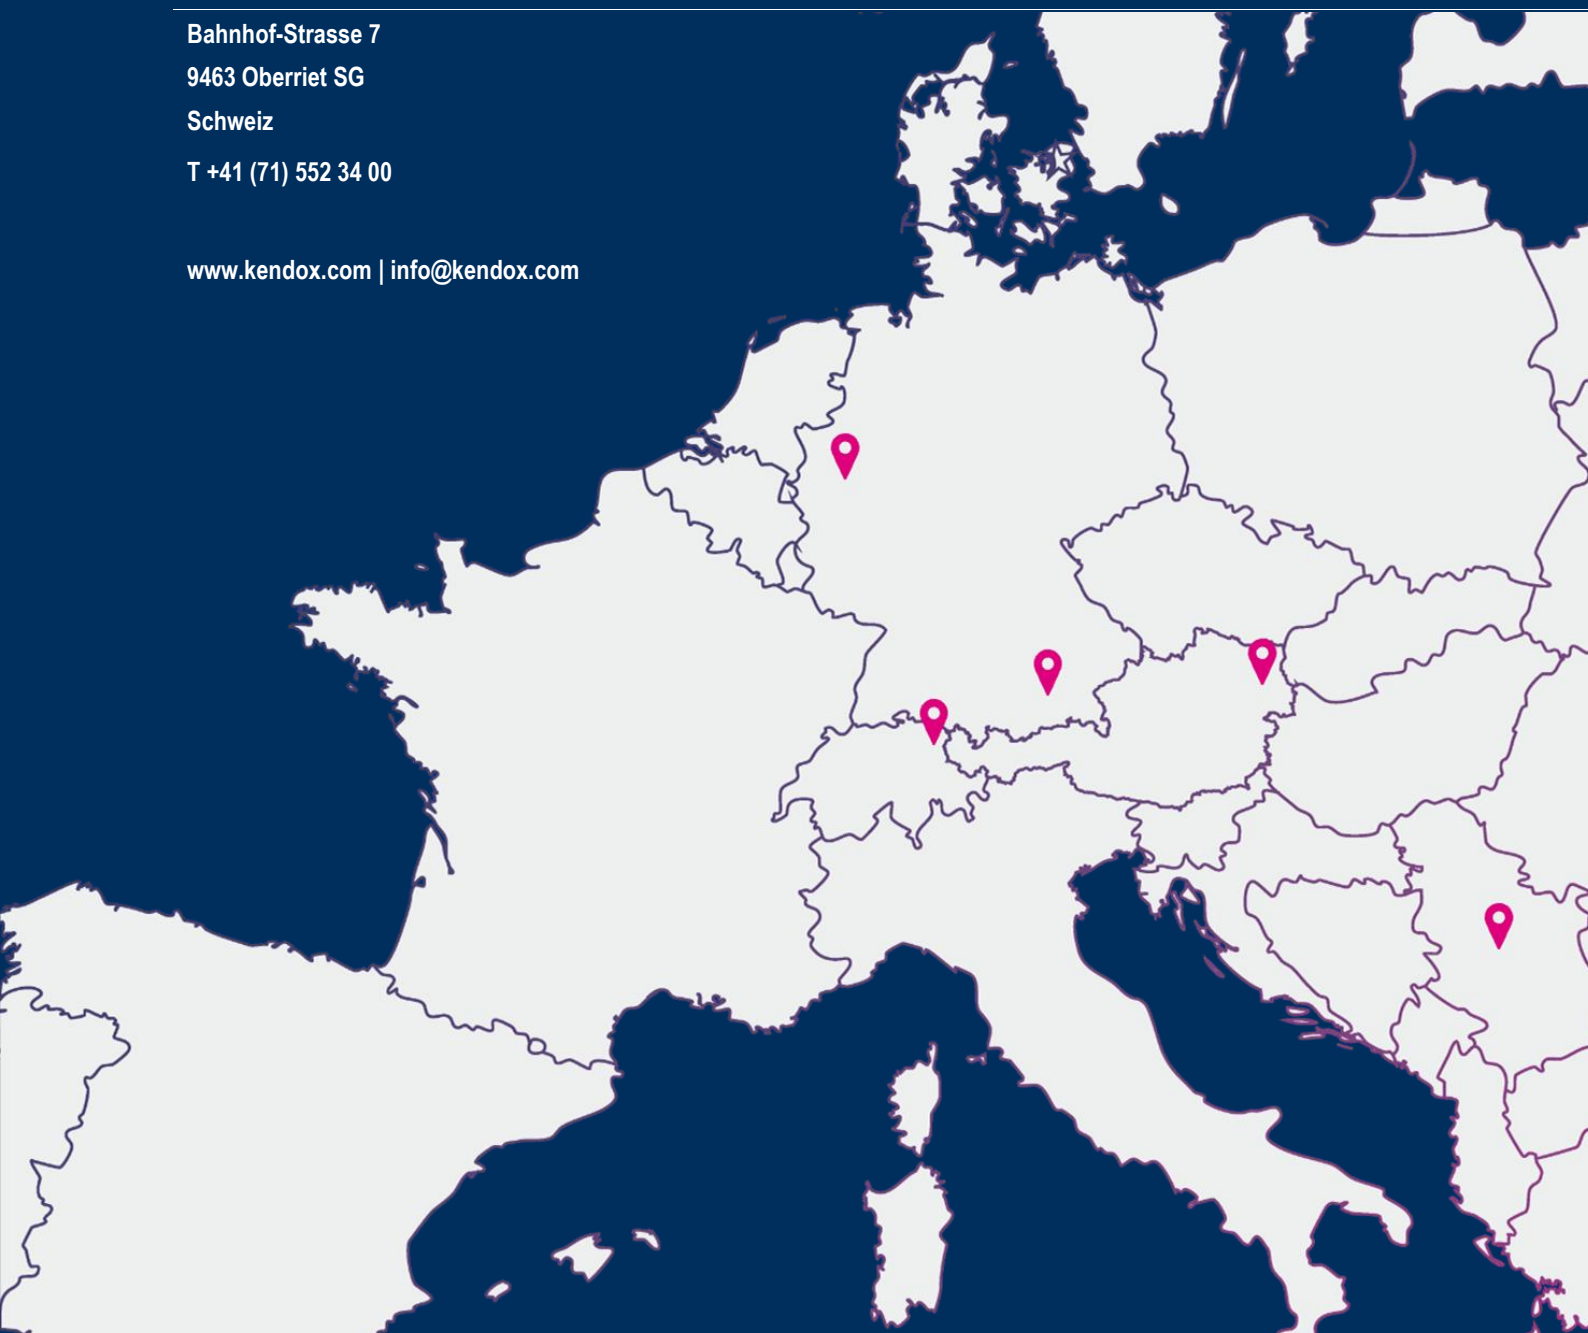 Bahnhof-Strasse 7
9463 Oberriet SG
Schweiz
T +41 (71) 552 34 00
www.kendox.com | info@kendox.com